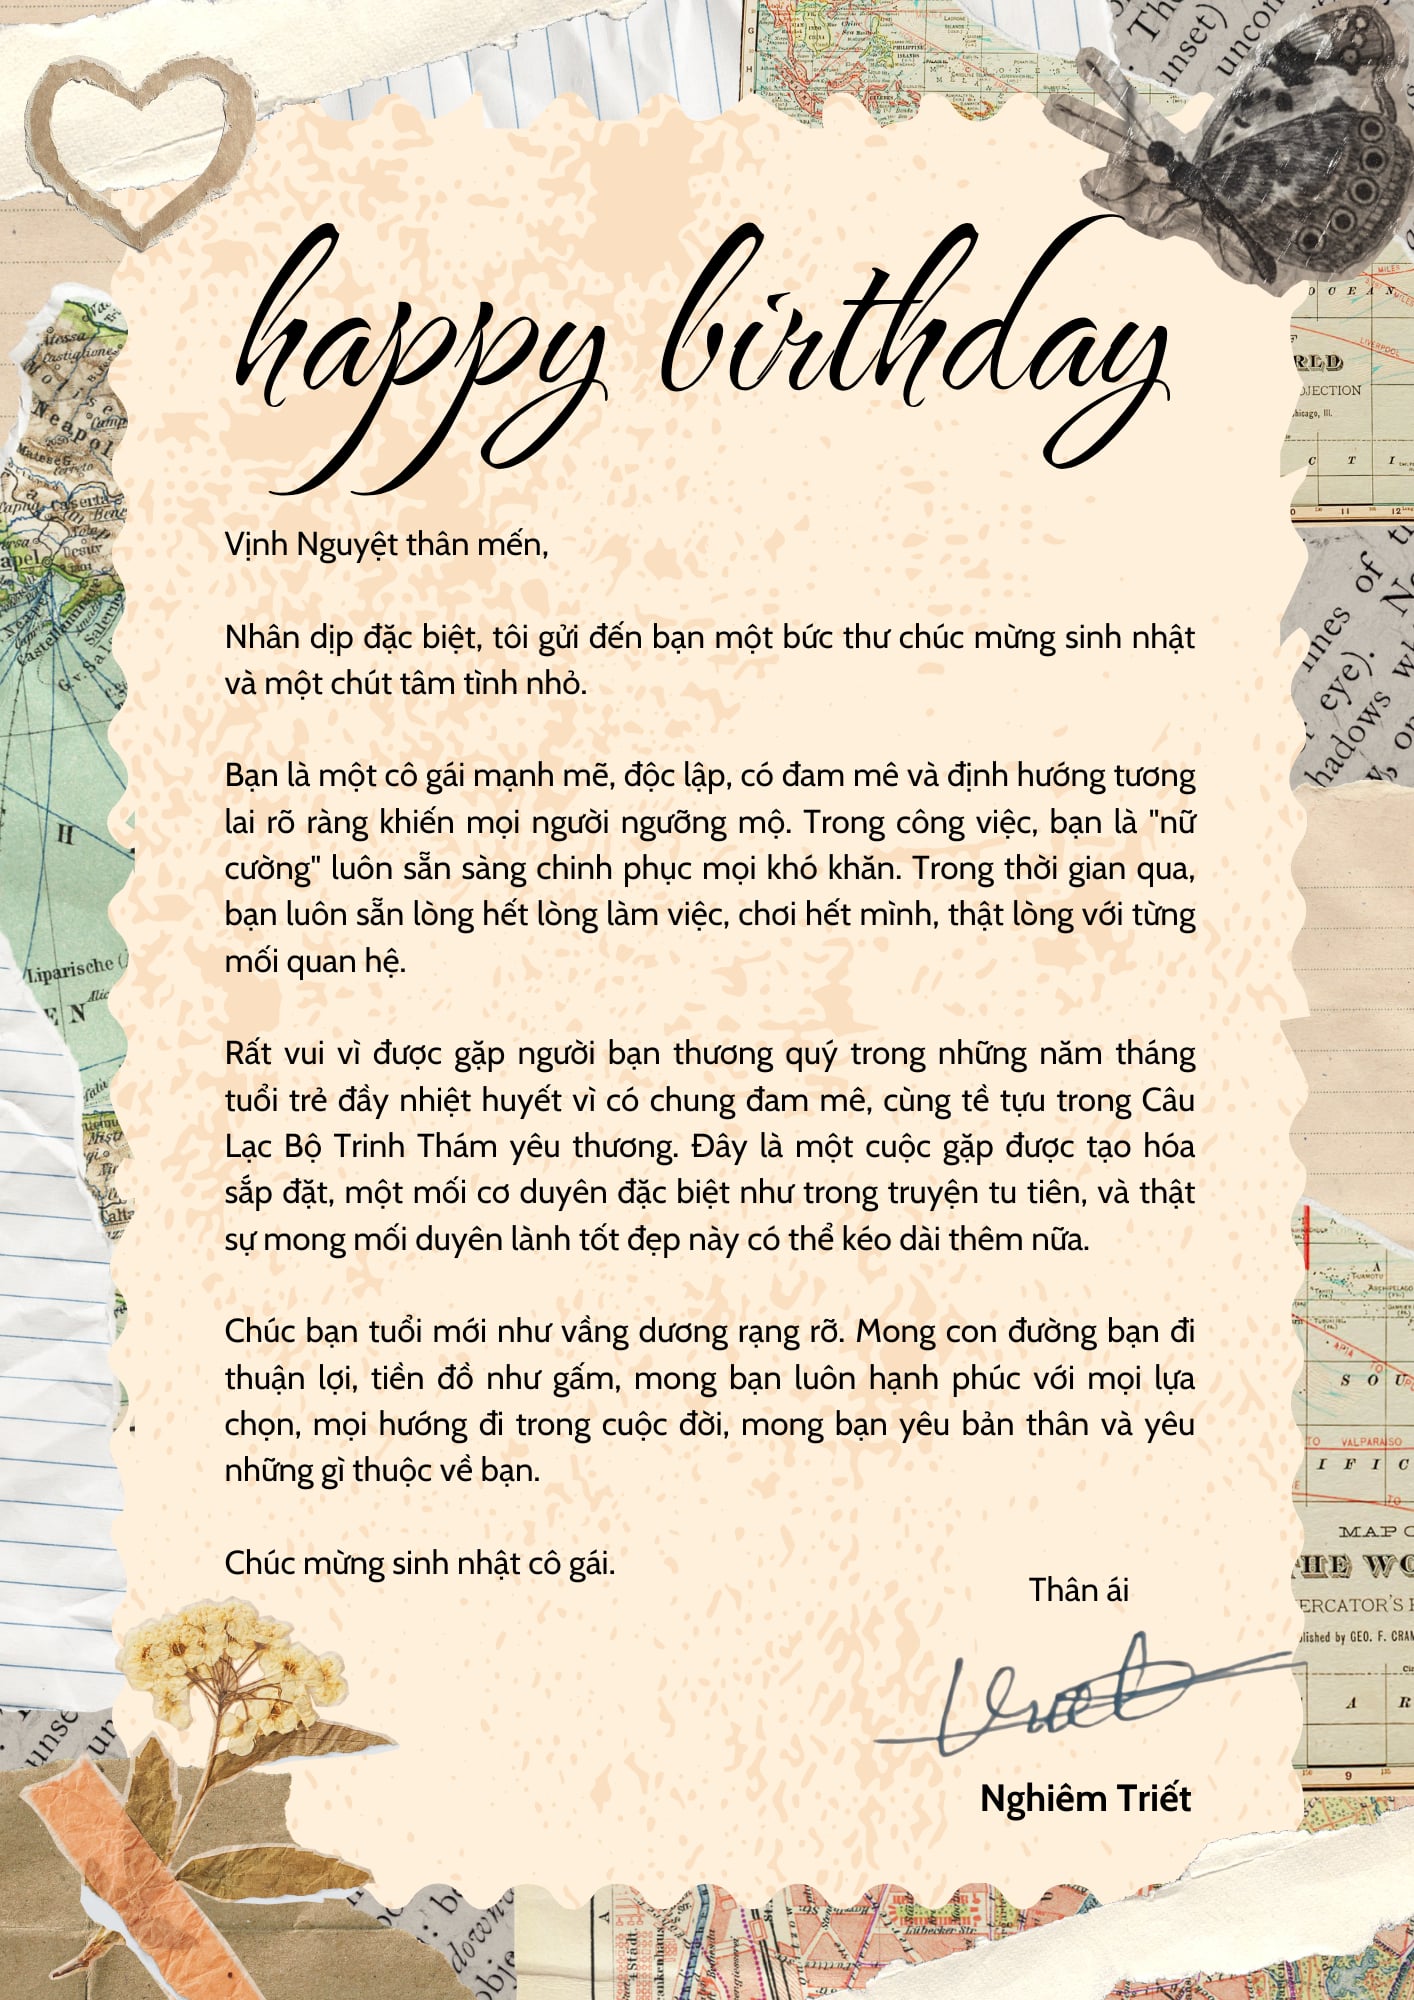 happy birthday
Vịnh Nguyệt thân mến,
Nhân dịp đặc biệt, tôi gửi đến bạn một bức thư chúc mừng sinh nhật
và một chút tâm tình nhỏ.
Bạn là một cô gái mạnh mẽ, độc lập, có đam mê và định hướng tương
lai rõ ràng khiến mọi người ngưỡng mộ. Trong công việc, bạn là "nữ
cường" luôn sẵn sàng chinh phục mọi khó khăn. Trong thời gian qua,
bạn luôn sẵn lòng hết lòng làm việc, chơi hết mình, thật lòng với từng
mối quan hệ.
Rất vui vì được gặp người bạn thương quý trong những năm tháng
tuổi trẻ đầy nhiệt huyết vì có chung đam mê, cùng tề tựu trong Câu
Lạc Bộ Trinh Thám yêu thương. Đây là một cuộc gặp được tạo hóa
sắp đặt, một mối cơ duyên đặc biệt như trong truyện tu tiên, và thật
sự mong mối duyên lành tốt đẹp này có thể kéo dài thêm nữa.
Chúc bạn tuổi mới như vầng dương rạng rỡ. Mong con đường bạn đi
thuận lợi, tiền đồ như gấm, mong bạn luôn hạnh phúc với mọi lựa
chọn, mọi hướng đi trong cuộc đời, mong bạn yêu bản thân và yêu
những gì thuộc về bạn.
Chúc mừng sinh nhật cô gái.
Thân ái
Nghiêm Triết